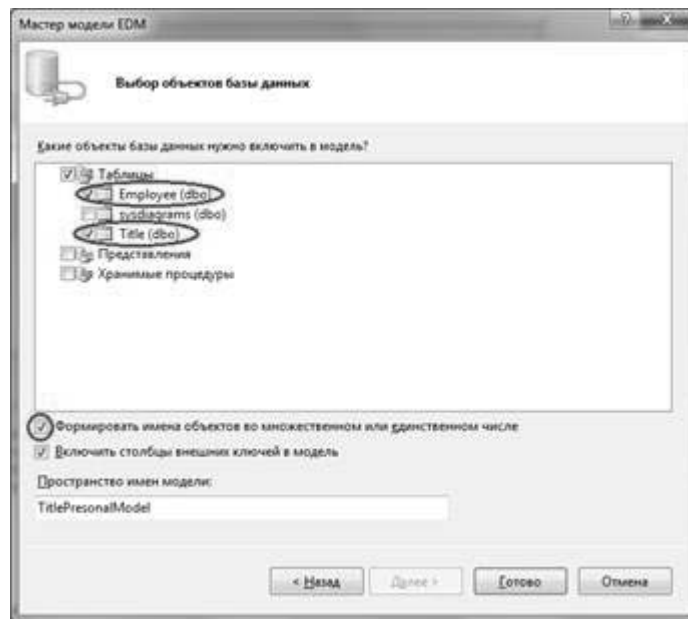 Мастер модели EDM
Выбор объектов базы данных
Какие объекты базы данных нужно включить в модель?
Таблицы
Employee (dbo)
sysdiagrams (dbo)
Title (dbo)
Представления
Хранимые процедуры
Формировать имена объектов во множественном или единственном числе
Включить столбцы внешних ключей в модель
Пространство имен модели:
TitlePresonalModel
< Назад Далее > Готово Отмена